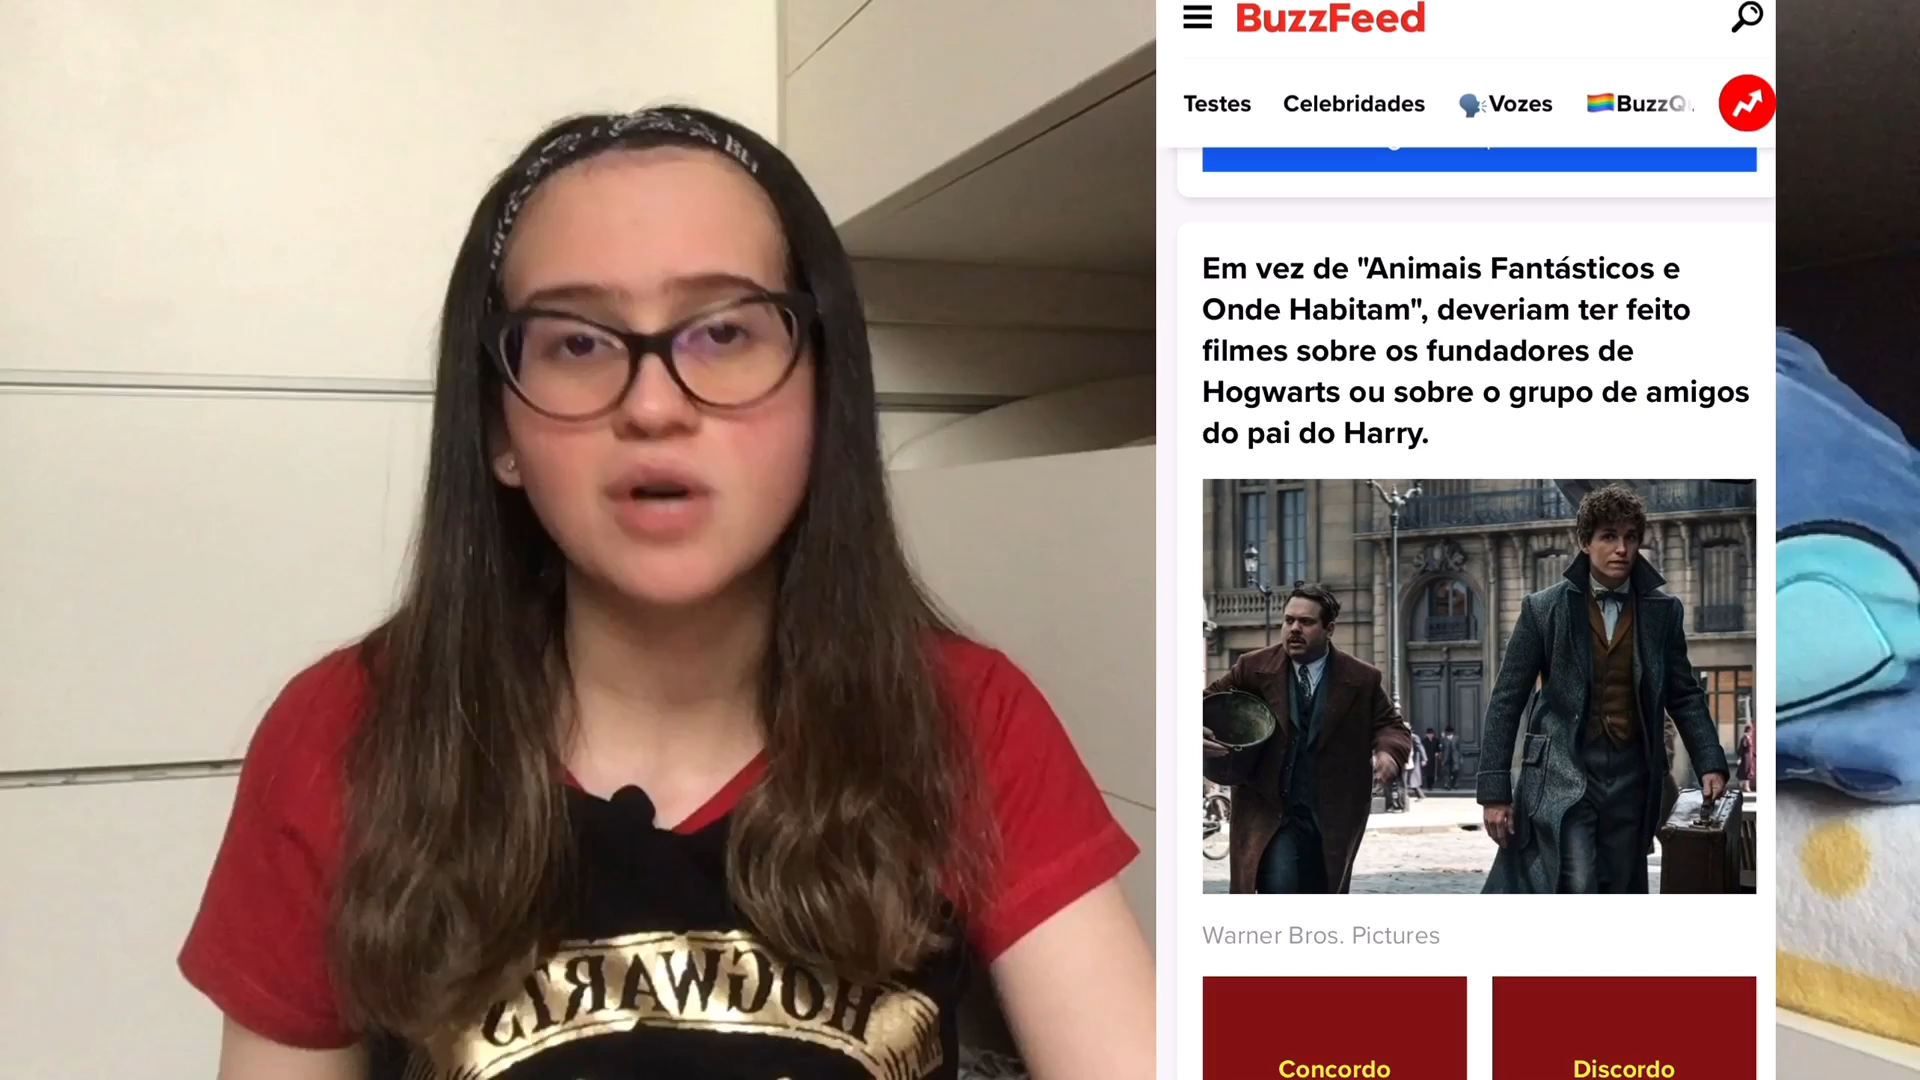 BuzzFeed
Testes Celebridades Vozes BuzzQ
Em vez de "Animais Fantásticos e
Onde Habitam", deveriam ter feito
filmes sobre os fundadores de
Hogwarts ou sobre o grupo de amigos
do pai do Harry.
Warner Bros. Pictures
Concordo Discordo
HOGWARTS